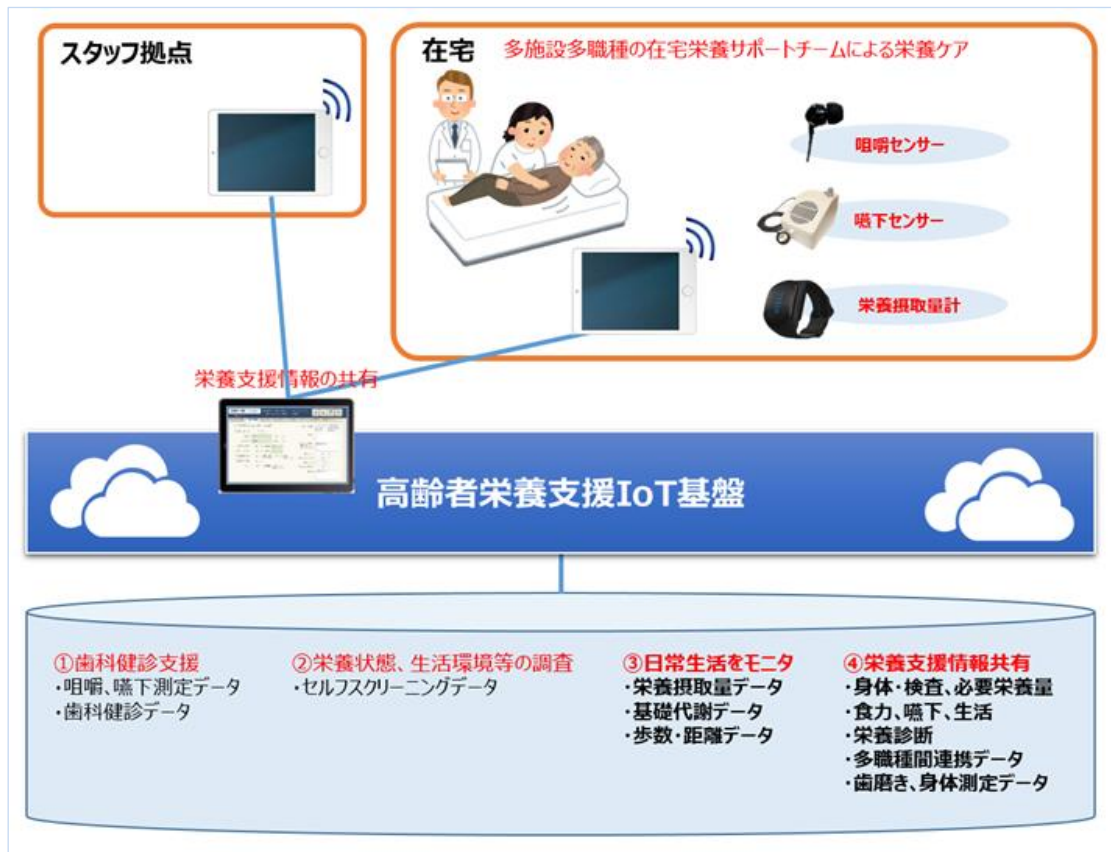 スタッフ拠点
在宅 多施設多職種の在宅栄養サポートチームによる栄養ケア
咀嚼センサー
嚥下センサー
栄養摂取量計
栄養支援情報の共有
高齢者栄養支援IoT基盤
①歯科健診支援
・咀嚼、嚥下測定データ
・歯科健診データ
②栄養状態、生活環境等の調査
・セルフスクリーニングデータ
③日常生活をモニタ
・栄養摂取量データ
・基礎代謝データ
・歩数・距離データ
④栄養支援情報共有
・身体・検査、必要栄養量
・食力、嚥下、生活
・栄養診断
・多職種間連携データ
・歯磨き、身体測定データ